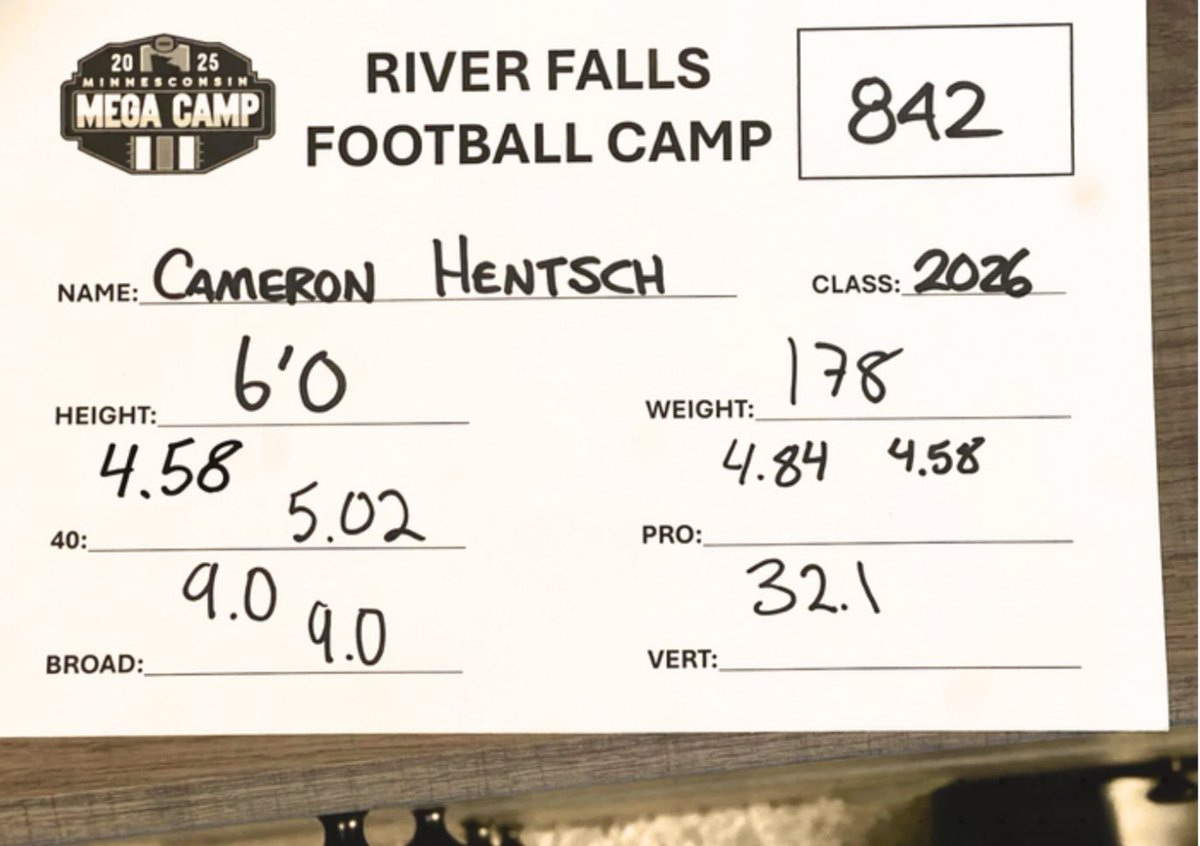 20 25
MINNESCONSIN
MEGA CAMP
RIVER FALLS
FOOTBALL CAMP
842
NAME: CAMERON HENTSCH CLASS: 2026
HEIGHT: 6'0 WEIGHT: 178
4.58 4.84 4.58
40: 5.02 PRO:
9.0 32.1
BROAD: 9.0 VERT: